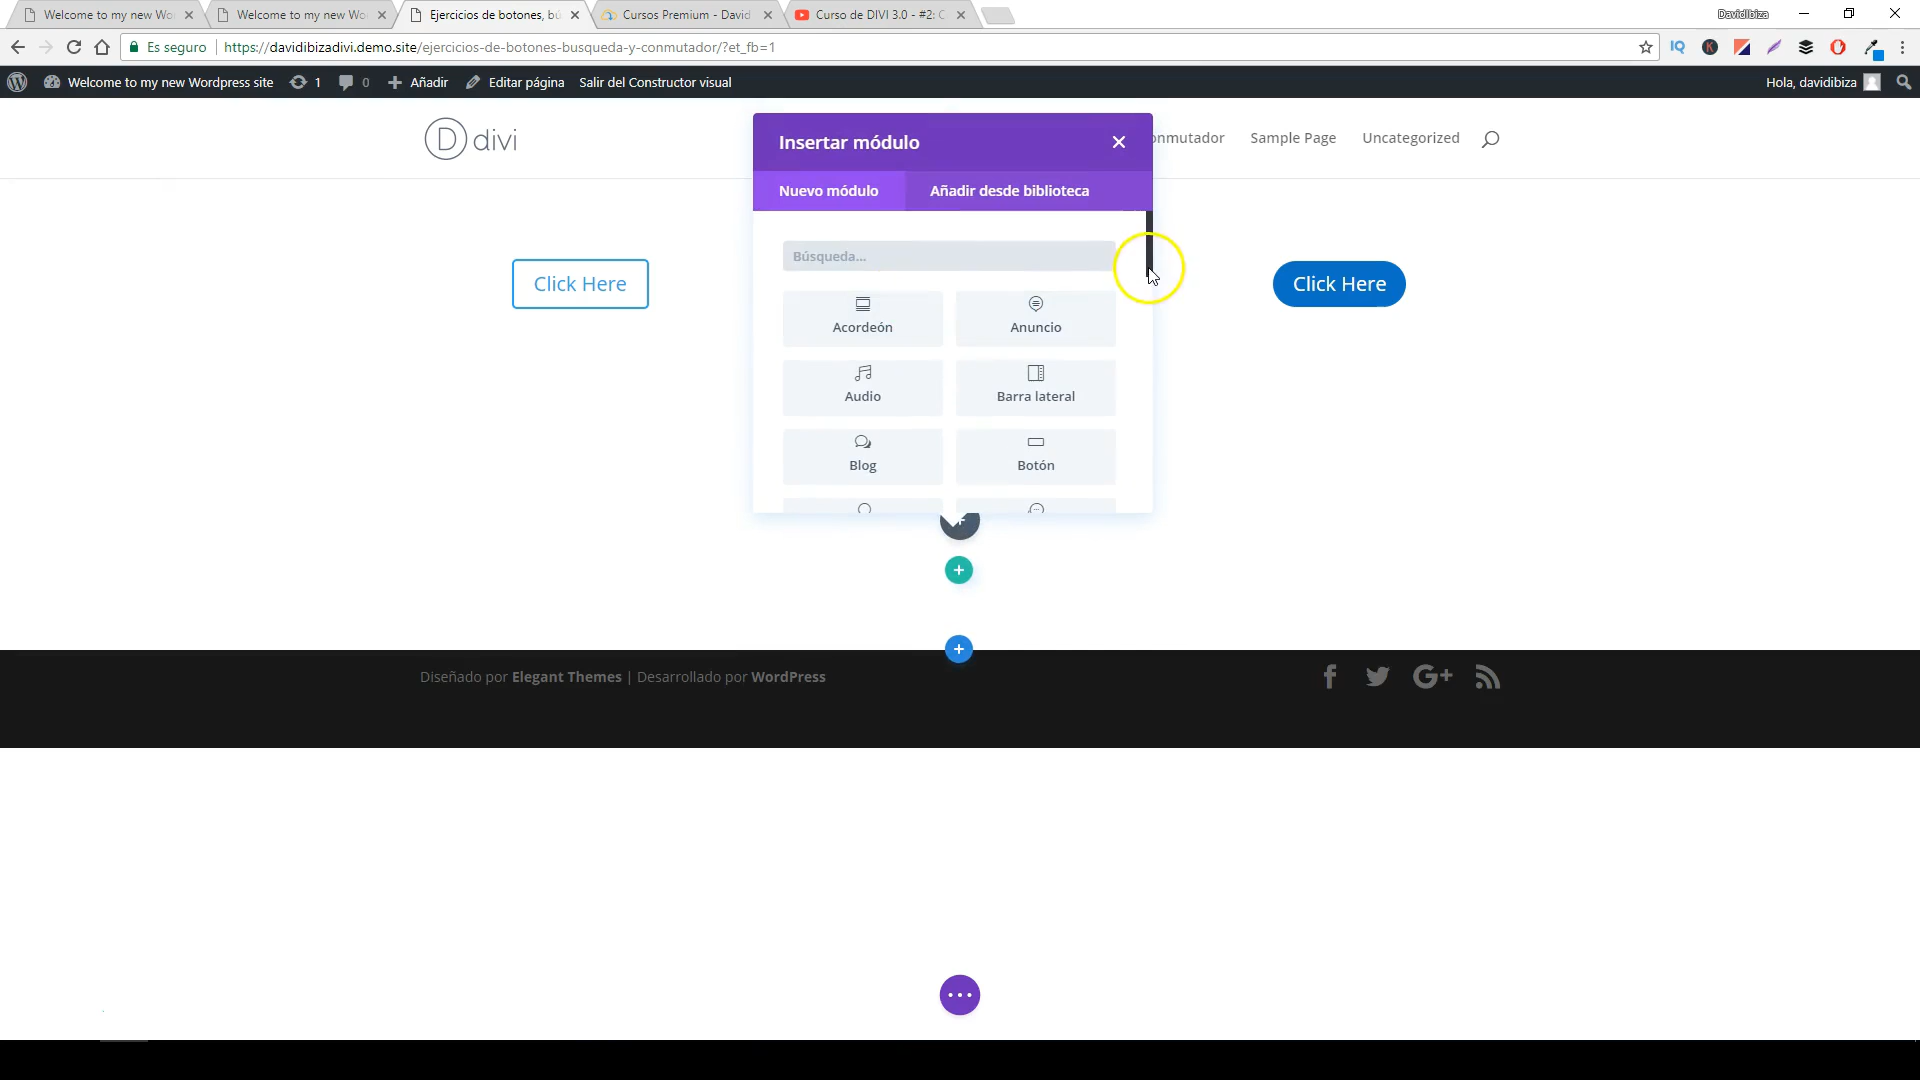 Welcome to my new Wo
Welcome to my new Wo
Ejercicios de botones, bú
Cursos Premium - David
Curso de DIVI 3.0 - #2: C
DavidIbiza
Es seguro
https://davidibizadivi.demo.site/ejercicios-de-botones-busqueda-y-conmutador/?et_fb=1
Welcome to my new Wordpress site
1
0
Añadir
Editar página
Salir del Constructor visual
Hola, davidibiza
D divi
onmutador
Sample Page
Uncategorized
Insertar módulo
Nuevo módulo
Añadir desde biblioteca
Búsqueda...
Click Here
Click Here
Acordeón
Anuncio
Audio
Barra lateral
Blog
Botón
Diseñado por Elegant Themes | Desarrollado por WordPress